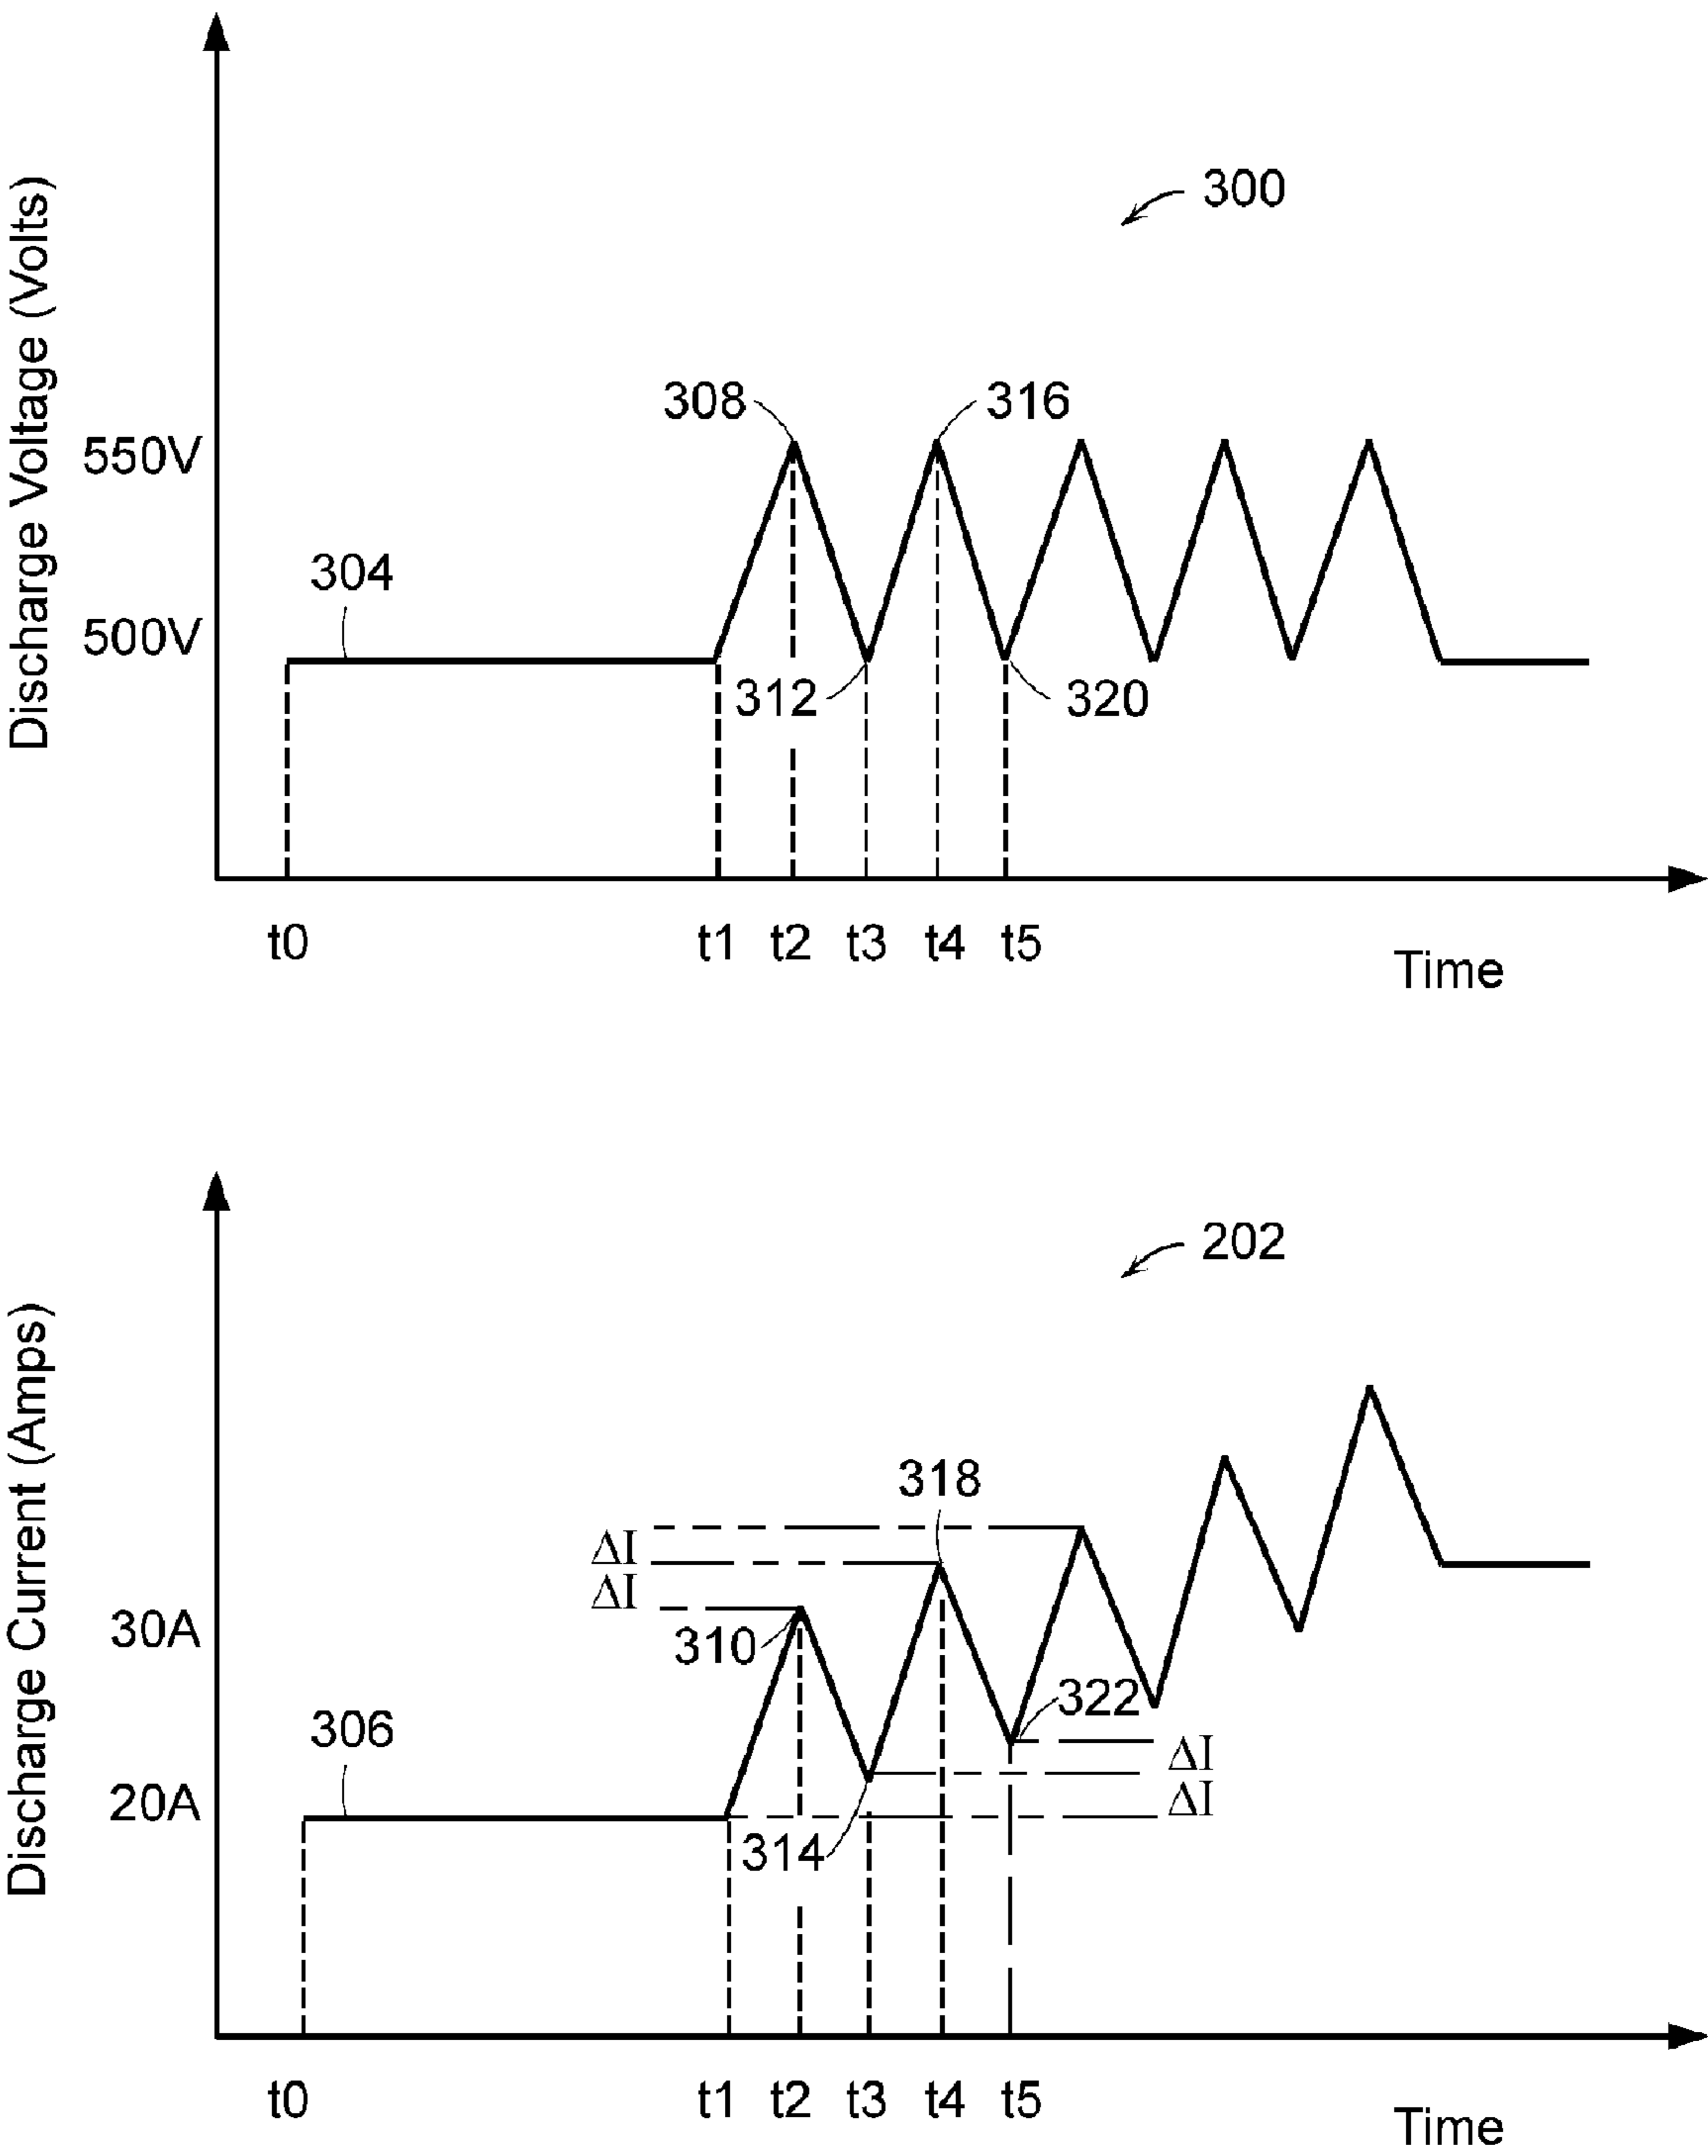 Discharge Voltage (Volts)
300
308
316
550V
304
500V
312
320
t0 t1 t2 t3 t4 t5
Time
Discharge Current (Amps)
202
318
ΔI
ΔI
30A
310
322
306
ΔI
20A
ΔI
314
t0 t1 t2 t3 t4 t5
Time